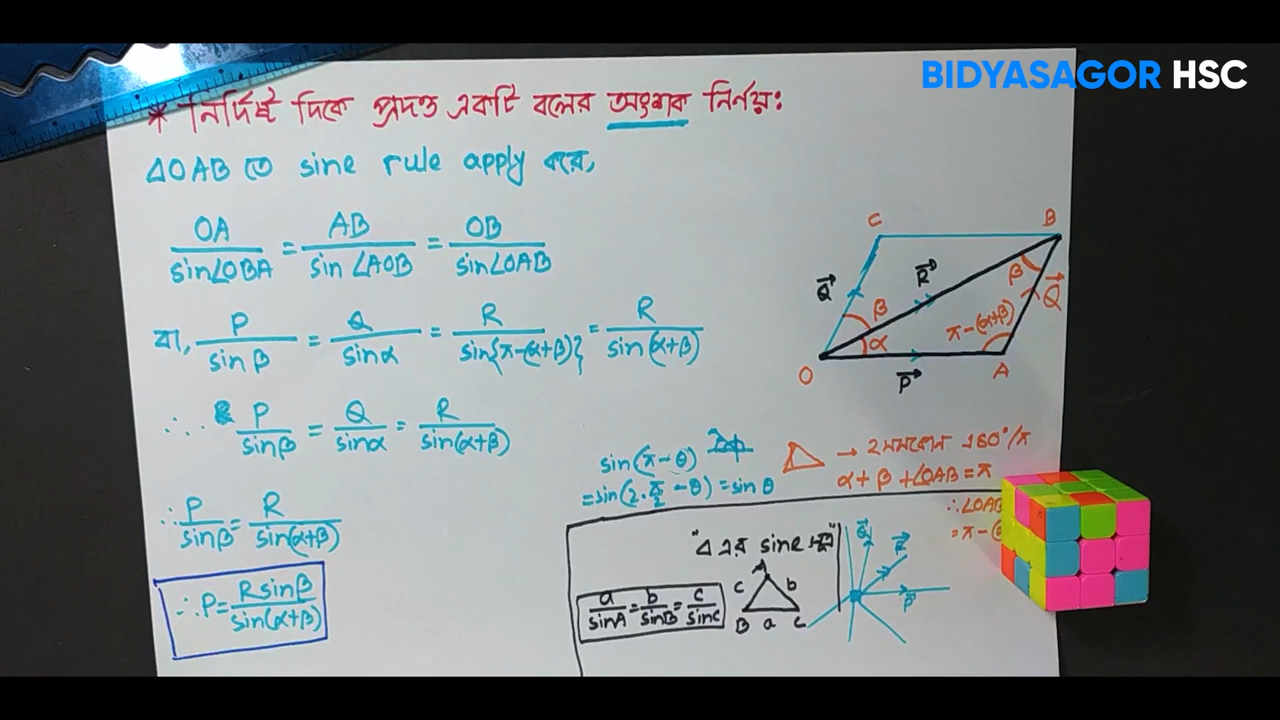 BIDYASAGOR HSC
* নির্দিষ্ট দিকে প্রদত্ত একটি বলের অংশক নির্ণয়:
ΔOAB তে sine rule apply করে,
OA/sin∠OBA = AB/sin∠AOB = OB/sin∠OAB
বা, P/sinβ = Q/sinα = R/sin{π-(α+β)} = R/sin(α+β)
∴ P/sinβ = Q/sinα = R/sin(α+β)
∴ P/sinβ = R/sin(α+β)
∴ P = Rsinβ/sin(α+β)
C B
Q⃗ R⃗ β Q⃗
β α π-(α+β)
O P⃗ A
sin(π-θ)
=sin(2.π/2-θ)=sinθ
→ 2 সমকোণ 180°/π
α+β+∠OAB=π
∴∠OAB
=π-(
"Δ এর sine সূত্র"
a/sinA = b/sinB = c/sinC
A
c b
B a C
Q⃗ R⃗
P⃗